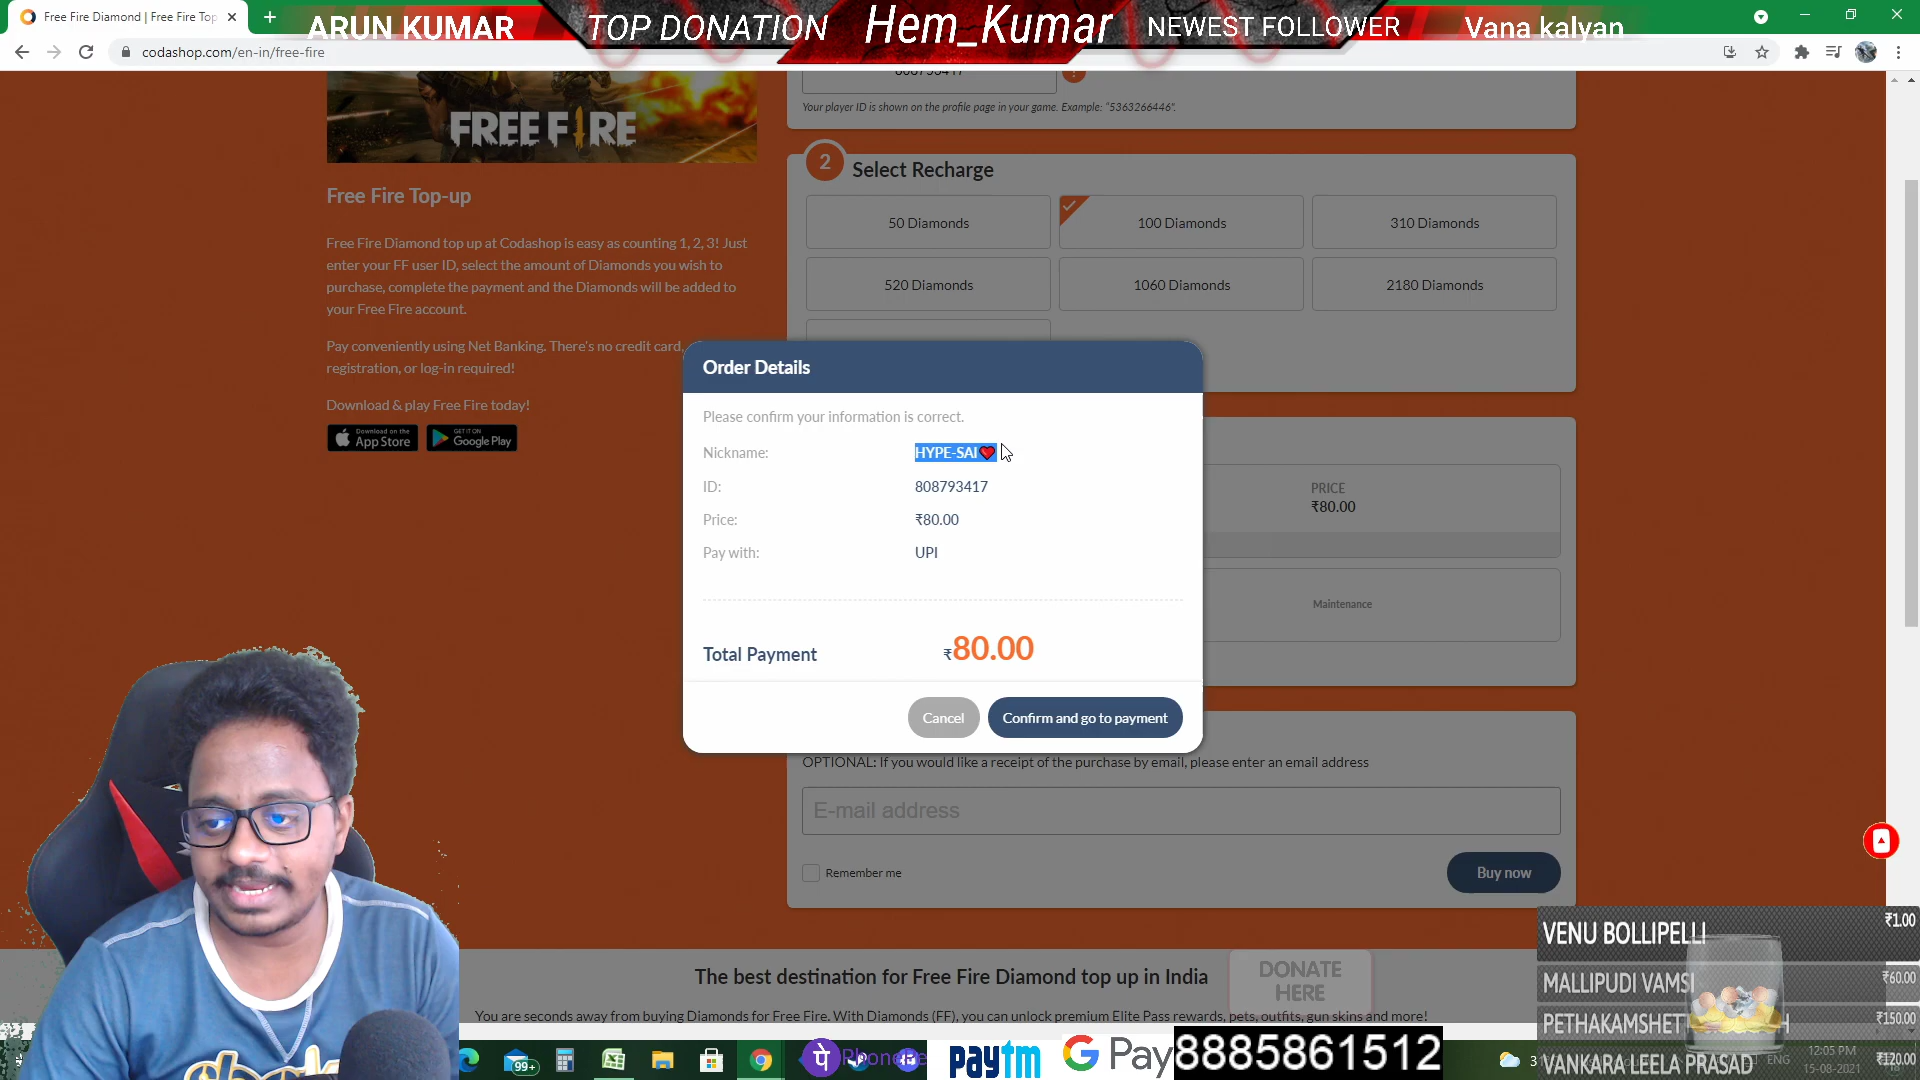 Free Fire Diamond | Free Fire Top
ARUN KUMAR
TOP DONATION
Hem_Kumar
NEWEST FOLLOWER
Vana kalyan
codashop.com/en-in/free-fire
808793417
Your player ID is shown on the profile page in your game. Example: "5363266446".
FREE FIRE
2
Select Recharge
50 Diamonds
100 Diamonds
310 Diamonds
520 Diamonds
1060 Diamonds
2180 Diamonds
Free Fire Top-up
Free Fire Diamond top up at Codashop is easy as counting 1, 2, 3! Just
enter your FF user ID, select the amount of Diamonds you wish to
purchase, complete the payment and the Diamonds will be added to
your Free Fire account.
Pay conveniently using Net Banking. There's no credit card,
registration, or log-in required!
Download & play Free Fire today!
Download on the
App Store
GET IT ON
Google Play
Order Details
Please confirm your information is correct.
Nickname: HYPE-SAI❤
ID: 808793417
Price: ₹80.00
Pay with: UPI
Total Payment ₹80.00
Cancel
Confirm and go to payment
PRICE
₹80.00
Maintenance
OPTIONAL: If you would like a receipt of the purchase by email, please enter an email address
E-mail address
Remember me
Buy now
The best destination for Free Fire Diamond top up in India
DONATE
HERE
You are seconds away from buying Diamonds for Free Fire. With Diamonds (FF), you can unlock premium Elite Pass rewards, pets, outfits, gun skins and more!
VENU BOLLIPELLI ₹1.00
MALLIPUDI VAMSI ₹60.00
₹150.00
VANKARA LEELA PRASAD ₹120.00
99+
paytm
G Pay
8885861512
ENG
12:05 PM
15-08-2021